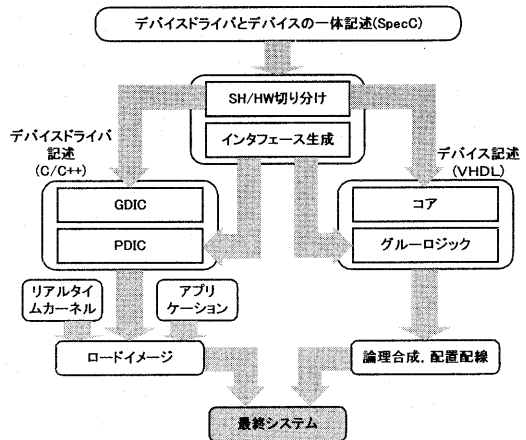 デバイスドライバとデバイスの一体記述(SpecC)
SH/HW切り分け
インタフェース生成
デバイスドライバ
記述
(C/C++)
デバイス記述
(VHDL)
GDIC
PDIC
コア
グルーロジック
リアルタイ
ムカーネル
アプリ
ケーション
ロードイメージ
論理合成，配置配線
最終システム